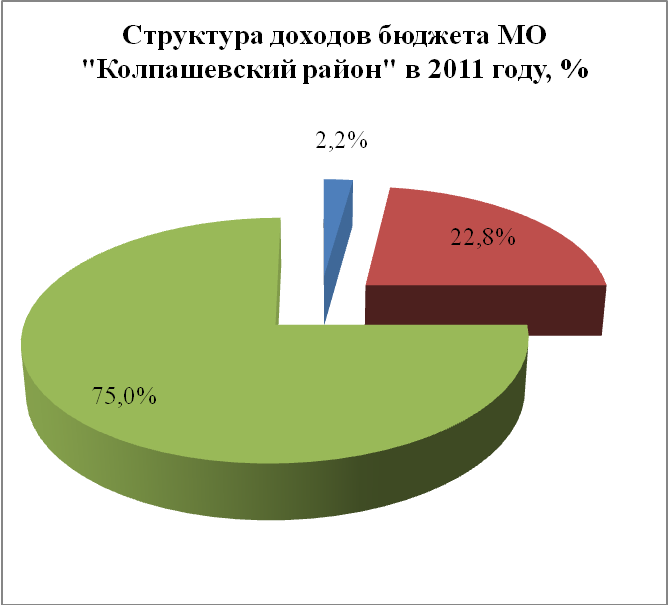 Структура доходов бюджета МО
"Колпашевский район" в 2011 году, %
2,2%
22,8%
75,0%